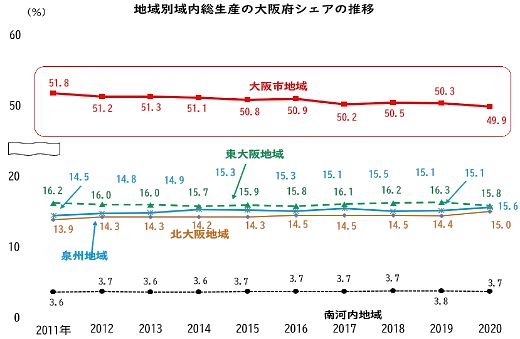 地域別域内総生産の大阪府シェアの推移
(%)
60
51.8 大阪市地域 50.3
50 51.2 51.3 51.1 50.8 50.9 50.2 50.5 49.9
東大阪地域
20 14.5 14.8 14.9 15.3 15.3 15.1 15.5 15.1 15.1
16.2 16.0 16.0 15.7 15.9 15.8 16.1 16.2 16.3 15.8
15.6
13.9 14.3 14.3 14.2 14.3 14.5 14.5 14.5 14.4 15.0
北大阪地域
泉州地域
10
3.7 3.6 3.6 3.7 3.7 3.7 3.7 3.7
3.6 3.8
南河内地域
0
2011年 2012 2013 2014 2015 2016 2017 2018 2019 2020